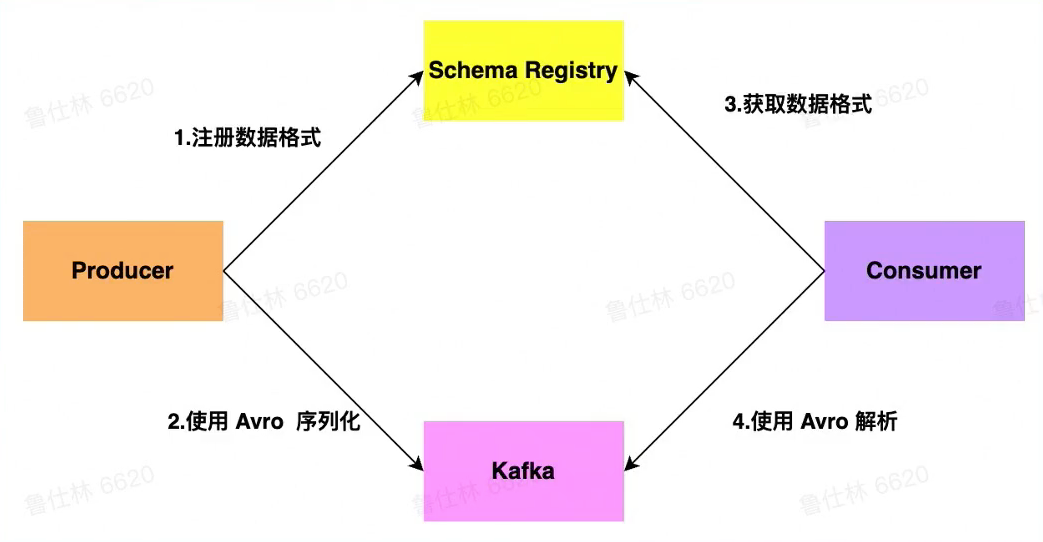 Schema Registry
3.获取数据格式
1.注册数据格式
Producer
Consumer
2.使用 Avro 序列化
4.使用 Avro 解析
Kafka
鲁仕林 6620
鲁仕林 6620
鲁仕林 6620
鲁仕林 6620
鲁仕林 6620
鲁仕林
鲁仕林 6620
鲁仕林 6620
鲁仕林 6620